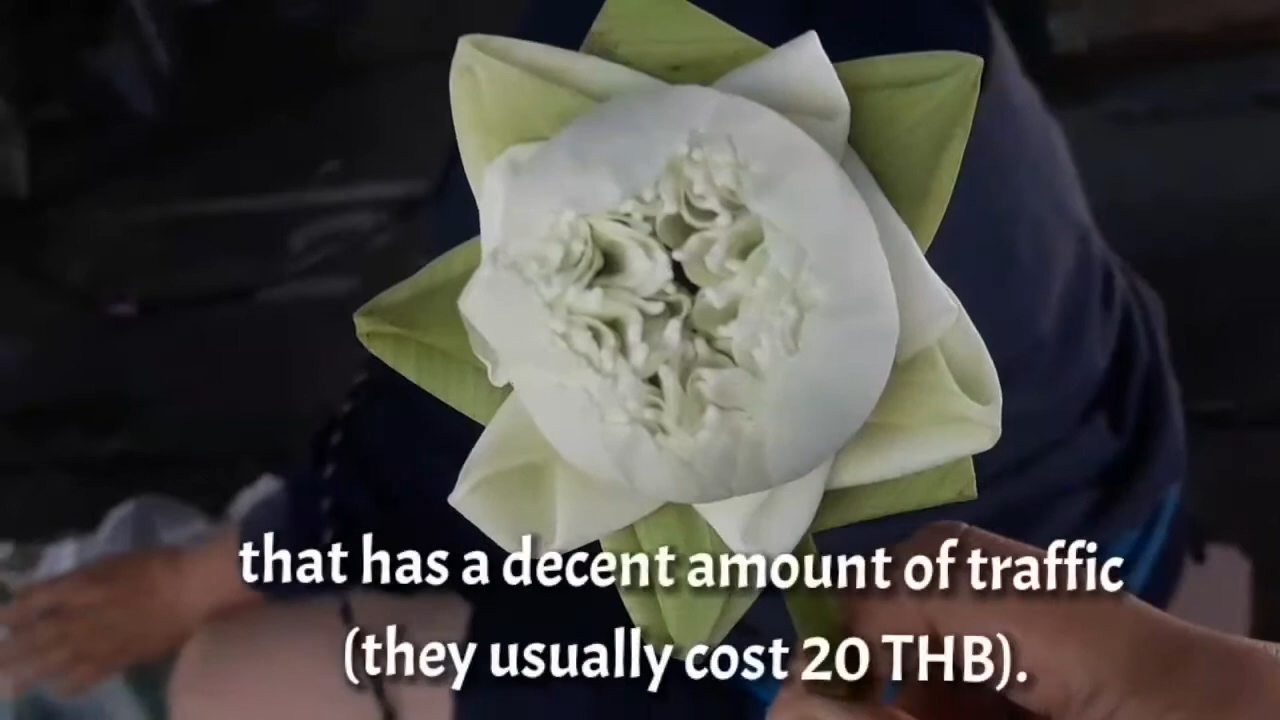 that has a decent amount of traffic
(they usually cost 20 THB).